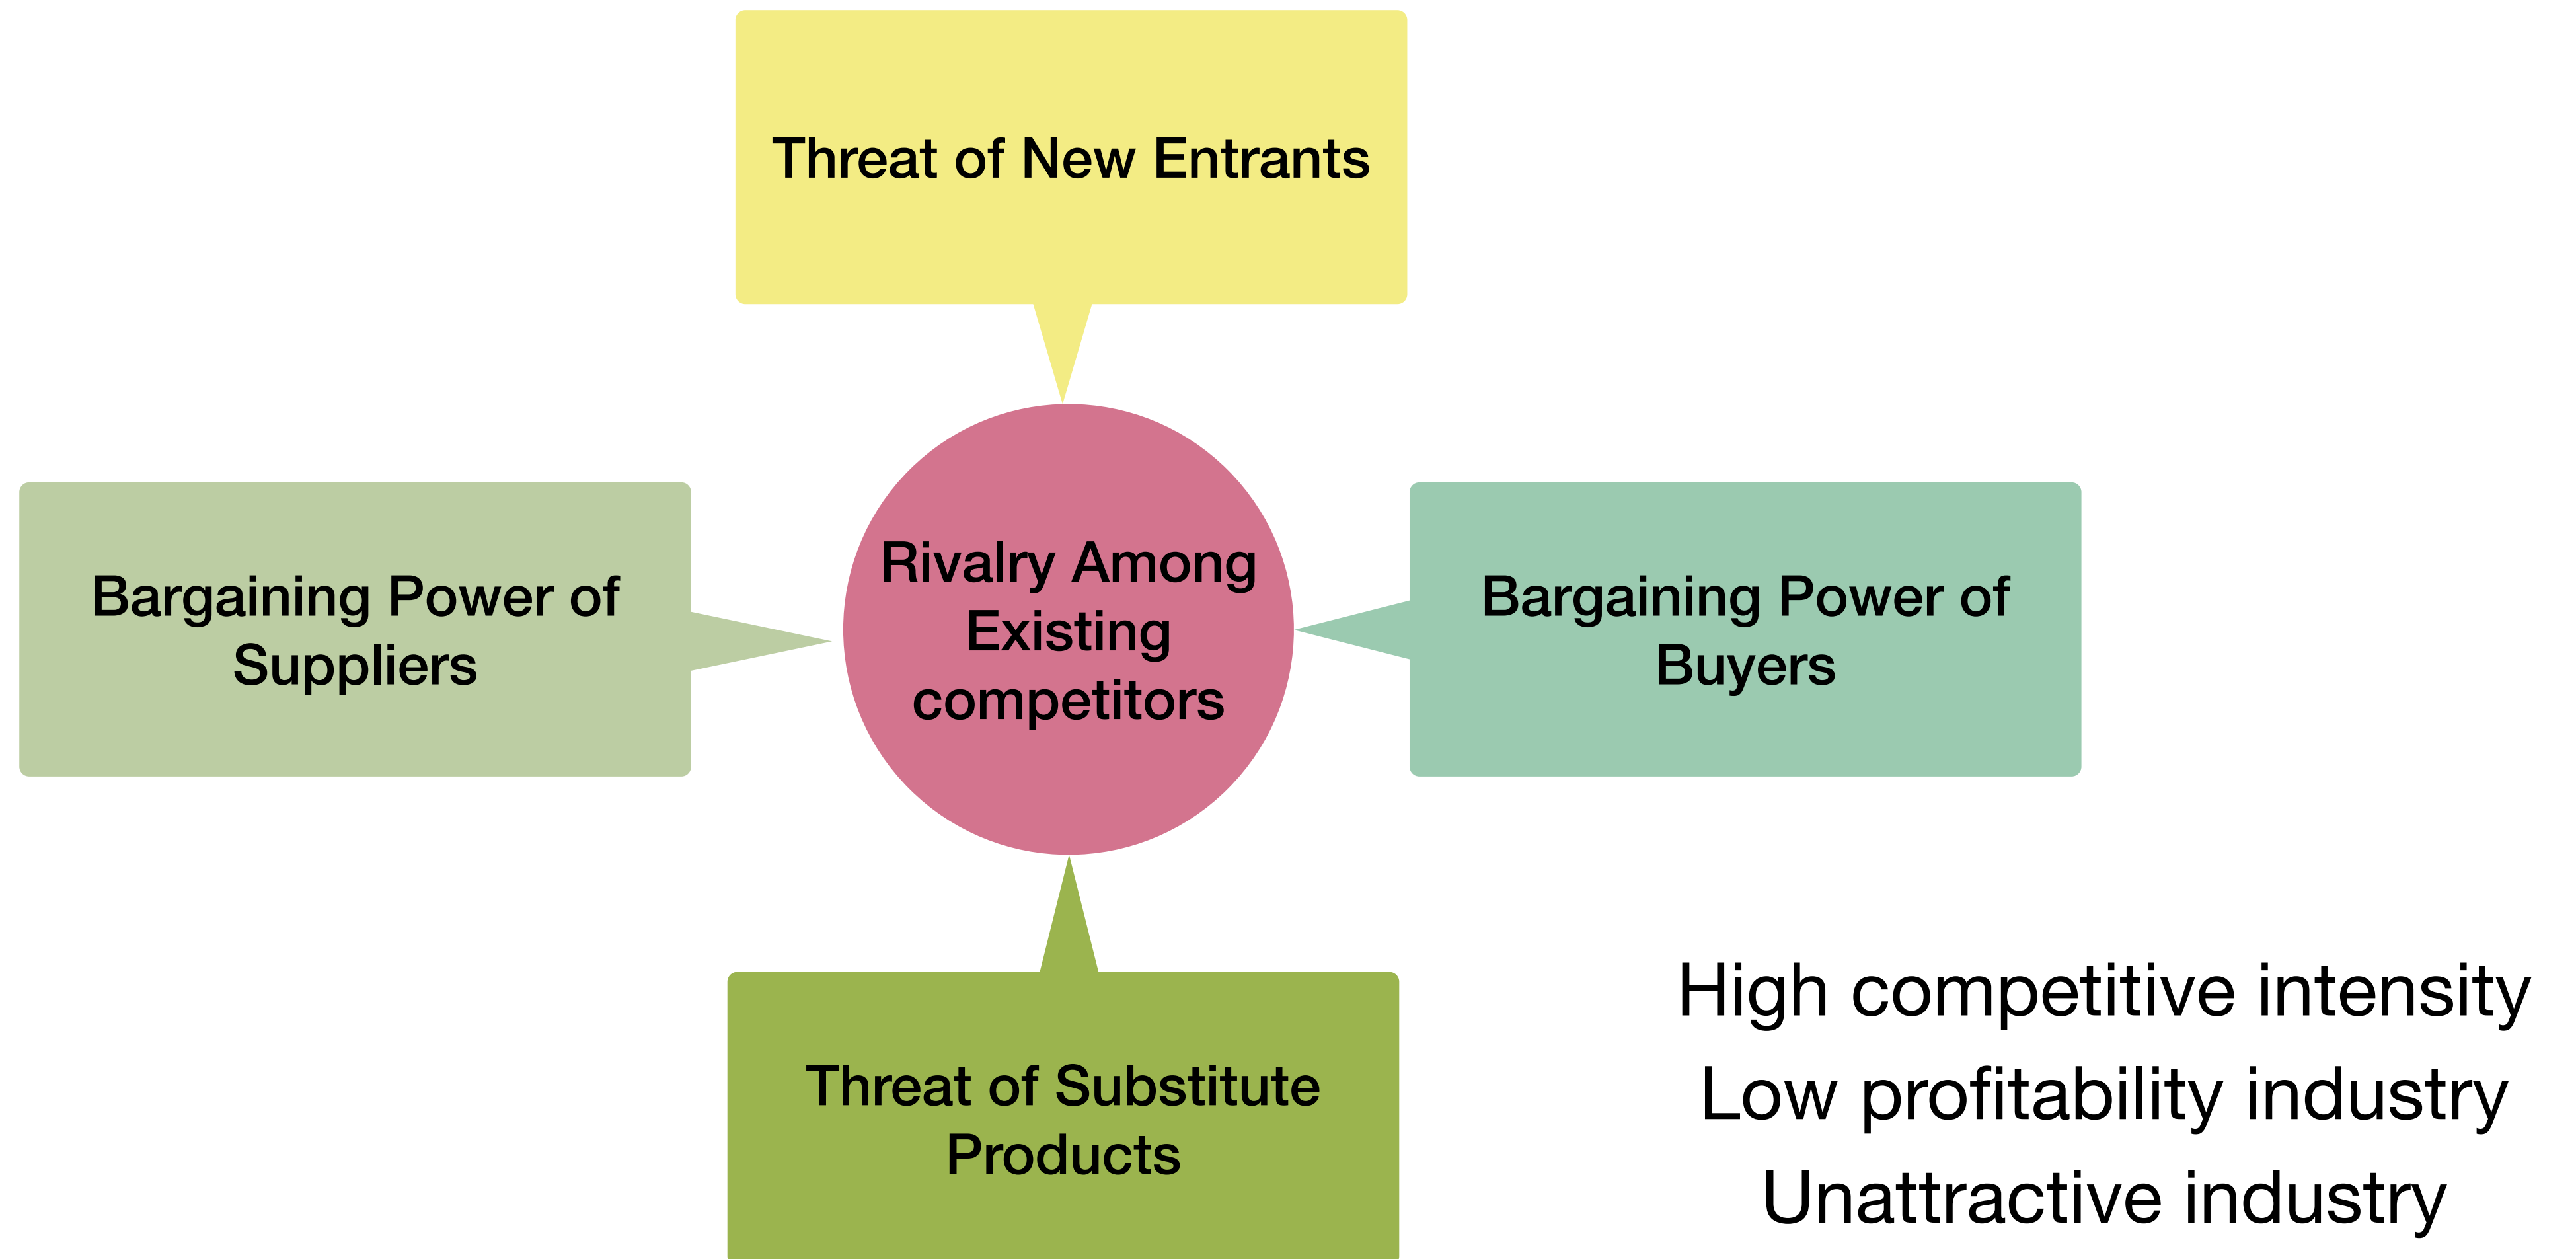 Threat of New Entrants
Bargaining Power of
Suppliers
Rivalry Among
Existing
competitors
Bargaining Power of
Buyers
Threat of Substitute
Products
High competitive intensity
Low profitability industry
Unattractive industry